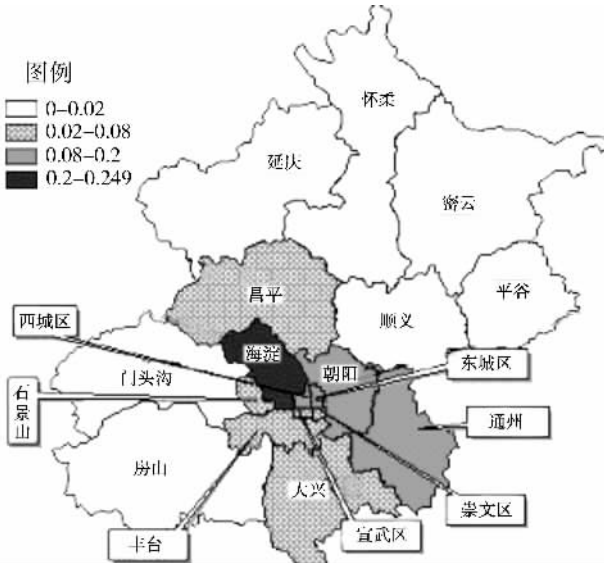 图例
0-0.02
0.02-0.08
0.08-0.2
0.2-0.249
怀柔
延庆
密云
昌平
平谷
顺义
西城区
海淀
朝阳
东城区
门头沟
石景山
通州
房山
大兴
崇文区
丰台
宣武区